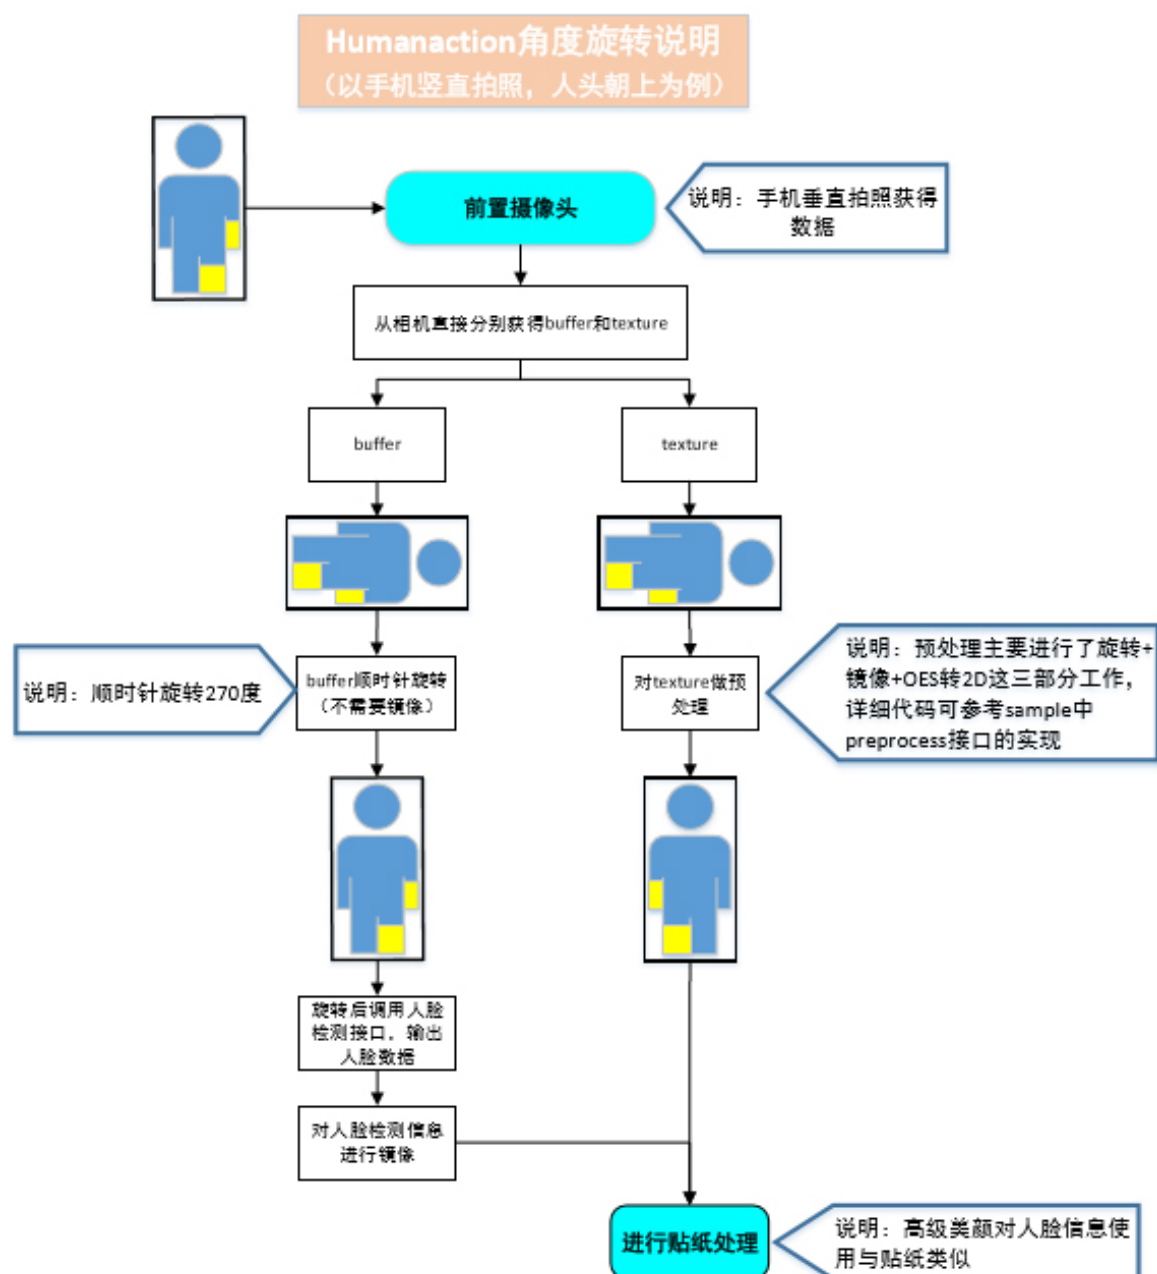 Humanaction角度旋转说明
（以手机竖直拍照，人头朝上为例）
前置摄像头
说明：手机垂直拍照获得
数据
从相机直接分别获得buffer和texture
buffer
texture
说明：顺时针旋转270度
buffer顺时针旋转
（不需要镜像）
对texture做预
处理
说明：预处理主要进行了旋转+
镜像+OES转2D这三部分工作，
详细代码可参考sample中
preprocess接口的实现
旋转后调用人脸
检测接口，输出
人脸数据
对人脸检测信息
进行镜像
进行贴纸处理
说明：高级美颜对人脸信息使
用与贴纸类似